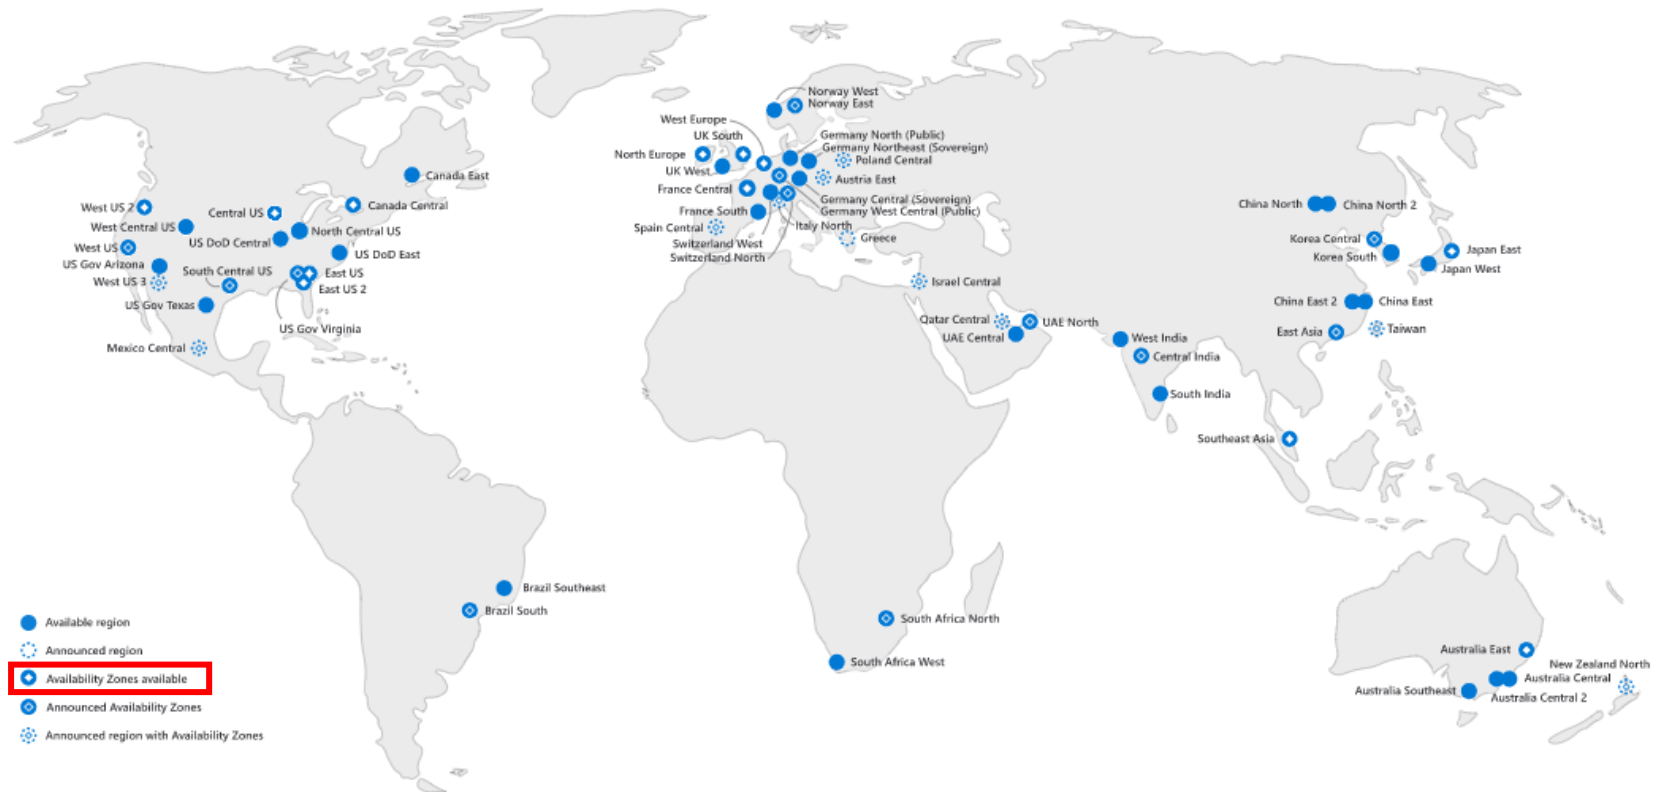 Norway West
Norway East
West Europe
UK South
Germany North (Public)
Germany Northeast (Sovereign)
North Europe
Poland Central
UK West
Canada East
Austria East
France Central
West US 2
Central US
Canada Central
Germany Central (Sovereign)
Germany West Central (Public)
China North
China North 2
France South
West Central US
Spain Central
Italy North
North Central US
US DoD Central
Switzerland West
Greece
Korea Central
West US
US DoD East
Switzerland North
Korea South
Japan East
US Gov Arizona
South Central US
East US
Japan West
West US 3
East US 2
Israel Central
US Gov Texas
China East 2
China East
US Gov Virginia
Qatar Central
UAE North
East Asia
Taiwan
Mexico Central
UAE Central
West India
Central India
South India
Southeast Asia
Brazil Southeast
Brazil South
South Africa North
South Africa West
Australia East
New Zealand North
Australia Central
Australia Southeast
Australia Central 2
Available region
Announced region
Availability Zones available
Announced Availability Zones
Announced region with Availability Zones